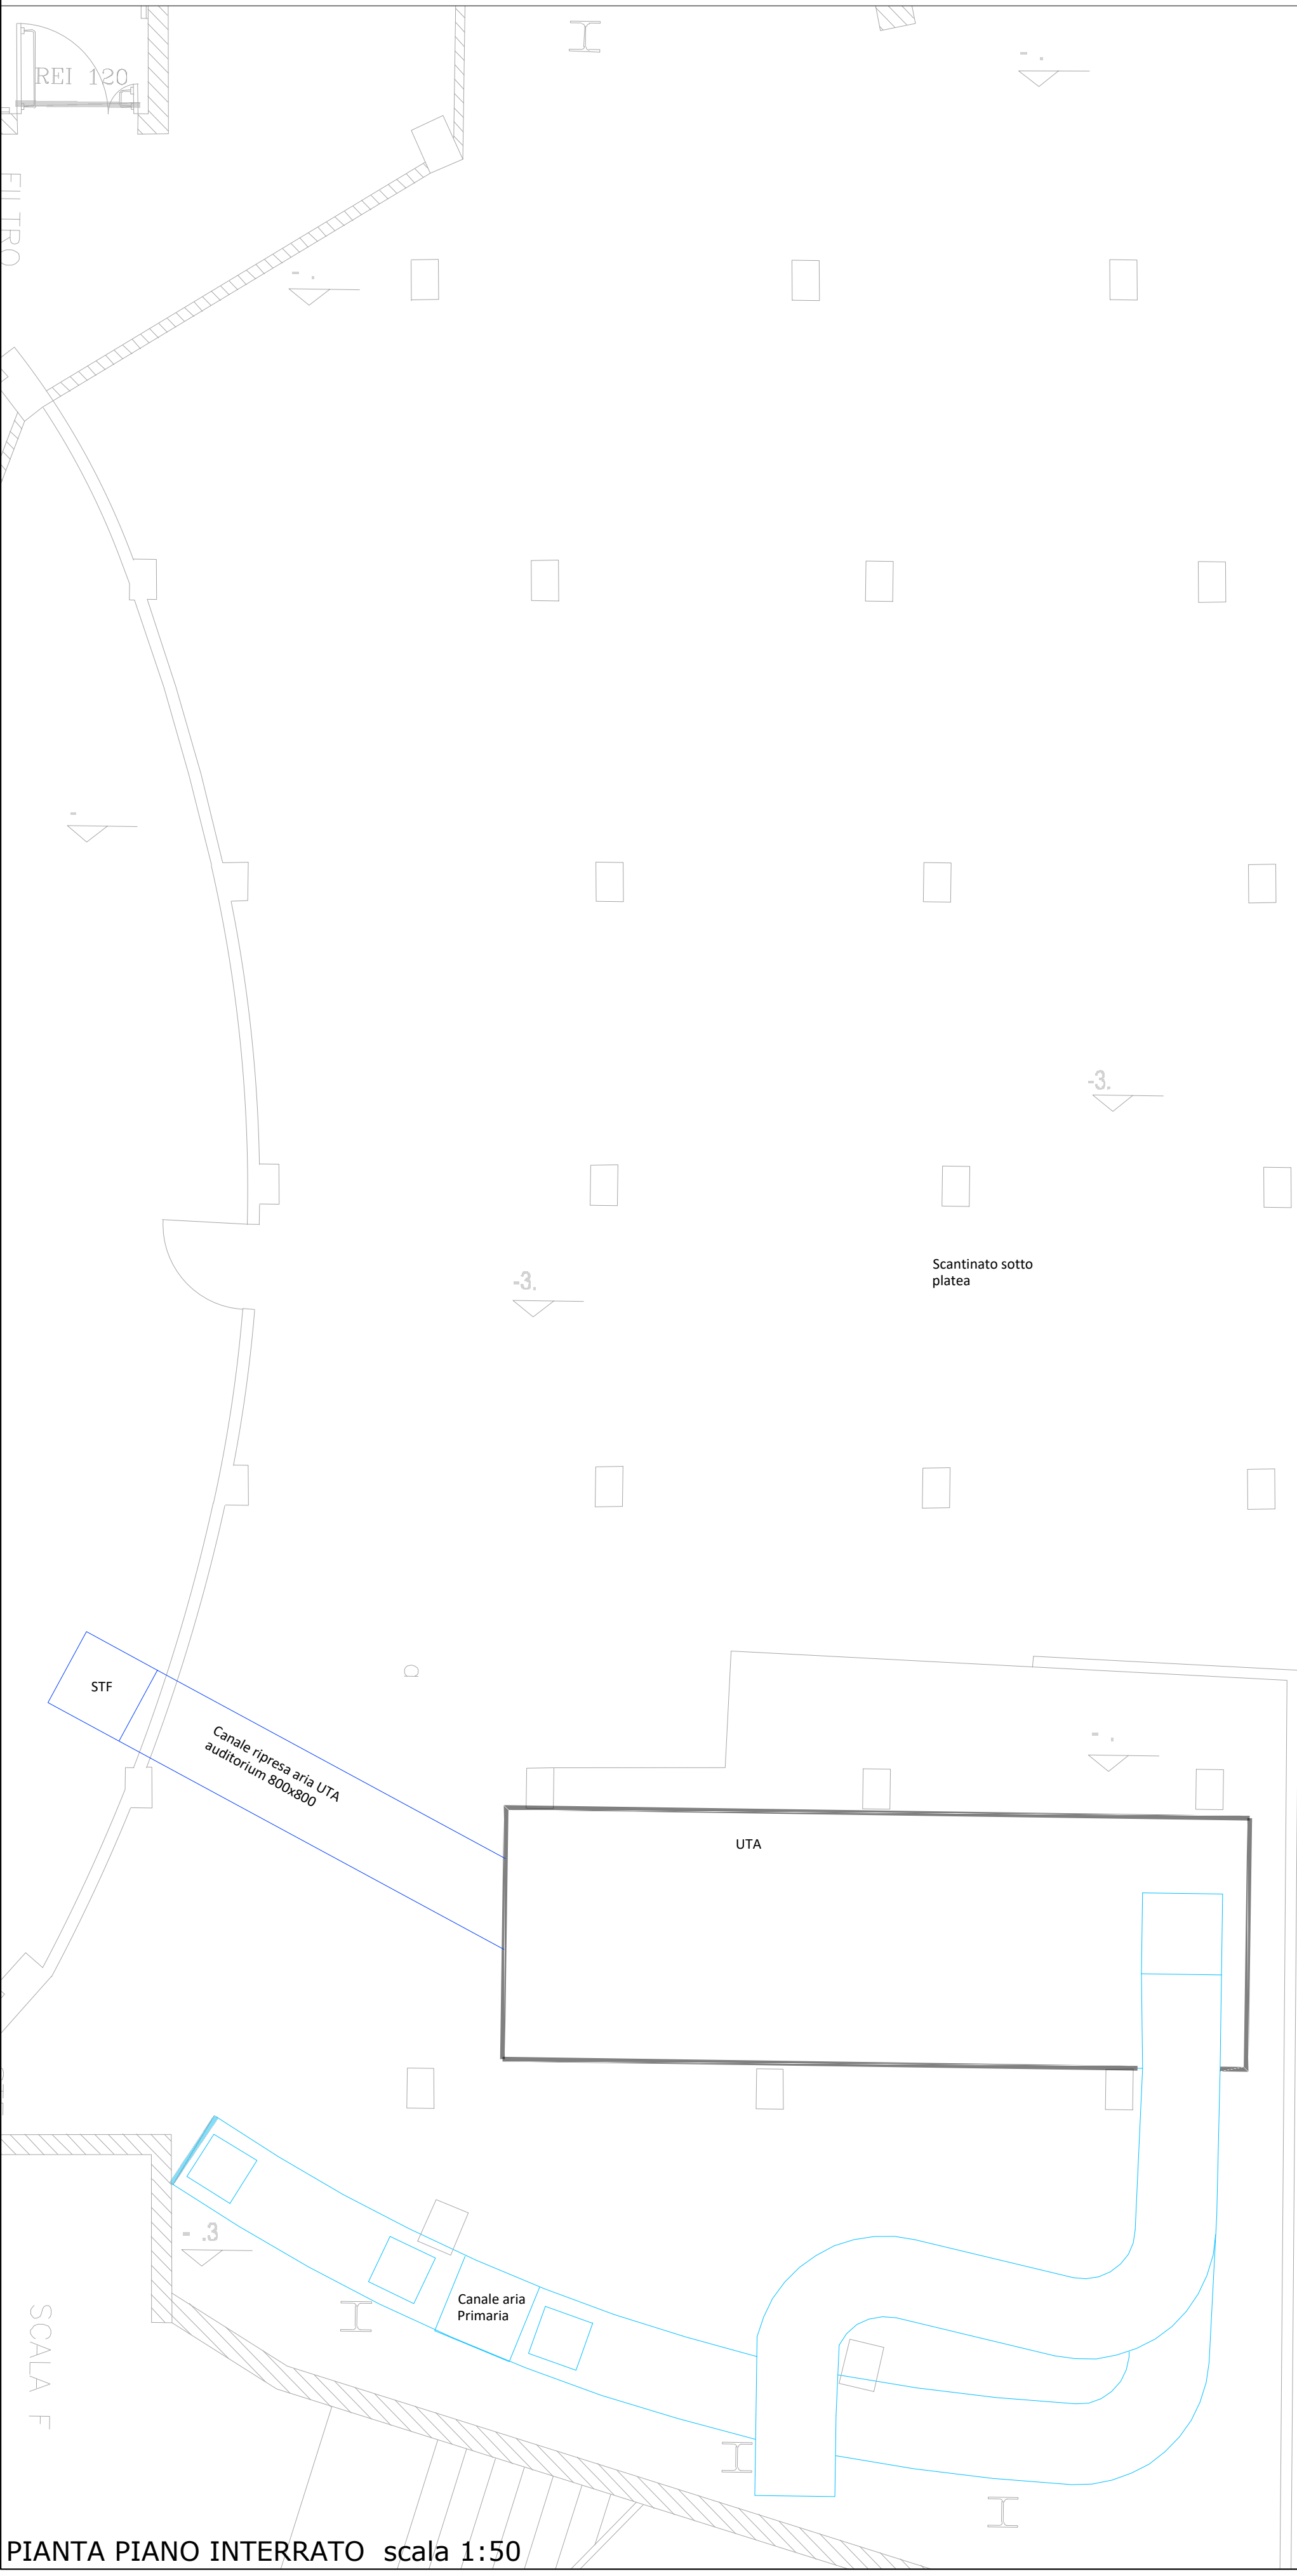 REI 120
FILTRO
- .
- .
-
-3.
Scantinato sotto
platea
-3.
STF
Canale ripresa aria UTA
auditorium 800x800
- .
UTA
- .3
Canale aria
Primaria
SCALA F
PIANTA PIANO INTERRATO scala 1:50